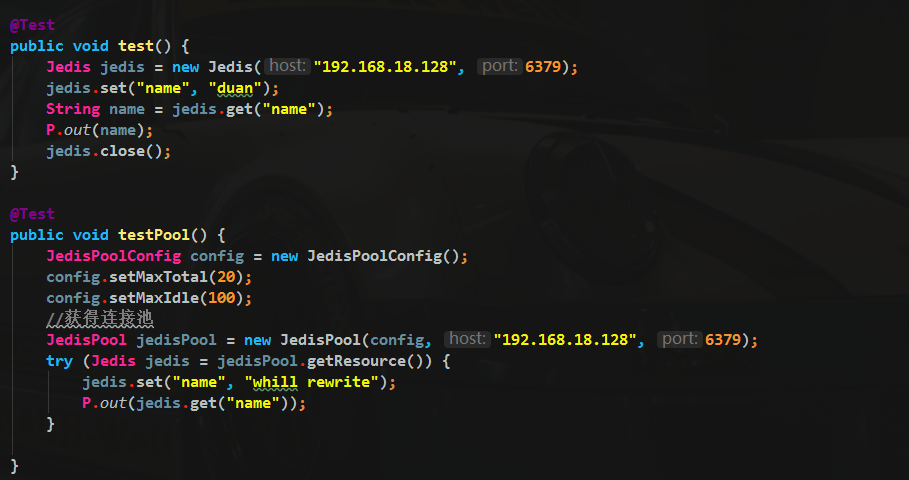 @Test
public void test() {
Jedis jedis = new Jedis( host: "192.168.18.128", port: 6379);
jedis.set("name", "duan");
String name = jedis.get("name");
P.out(name);
jedis.close();
}
@Test
public void testPool() {
JedisPoolConfig config = new JedisPoolConfig();
config.setMaxTotal(20);
config.setMaxIdle(100);
//获得连接池
JedisPool jedisPool = new JedisPool(config, host: "192.168.18.128", port: 6379);
try (Jedis jedis = jedisPool.getResource()) {
jedis.set("name", "whill rewrite");
P.out(jedis.get("name"));
}
}